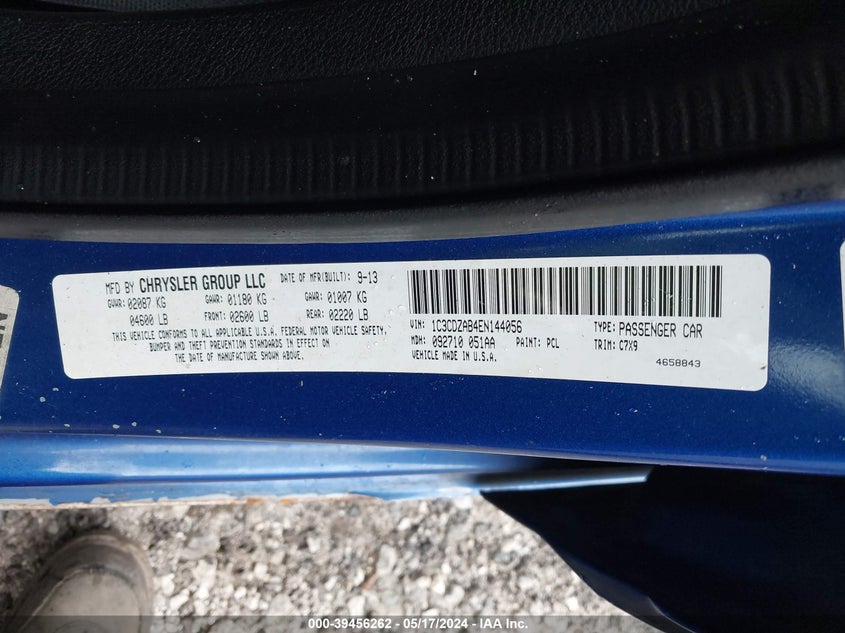 MFD BY CHRYSLER GROUP LLC DATE OF MFR(BUILT): 9-13
GVWR: 02087 KG GAWR: 01180 KG GAWR: 01007 KG
04600 LB FRONT: 02600 LB REAR: 02220 LB
THIS VEHICLE CONFORMS TO ALL APPLICABLE U.S.A. FEDERAL MOTOR VEHICLE SAFETY,
BUMPER AND THEFT PREVENTION STANDARDS IN EFFECT ON
THE DATE OF MANUFACTURE SHOWN ABOVE.
VIN: 1C3CDZAB4EN144056 TYPE: PASSENGER CAR
MDH: 092710 051AA PAINT: PCL TRIM: C7X9
VEHICLE MADE IN U.S.A. 4658843
000-39456262 - 05/17/2024 - IAA, Inc.